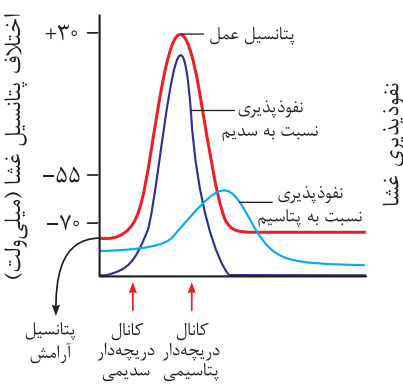 اختلاف پتانسیل غشا (میلی‌ولت)
+۳۰
-۵۵
-۷۰
پتانسیل عمل
نفوذپذیری
نسبت به سدیم
نفوذپذیری
نسبت به پتاسیم
نفوذپذیری غشا
پتانسیل
آرامش
کانال
دریچه‌دار
سدیمی
کانال
دریچه‌دار
پتاسیمی